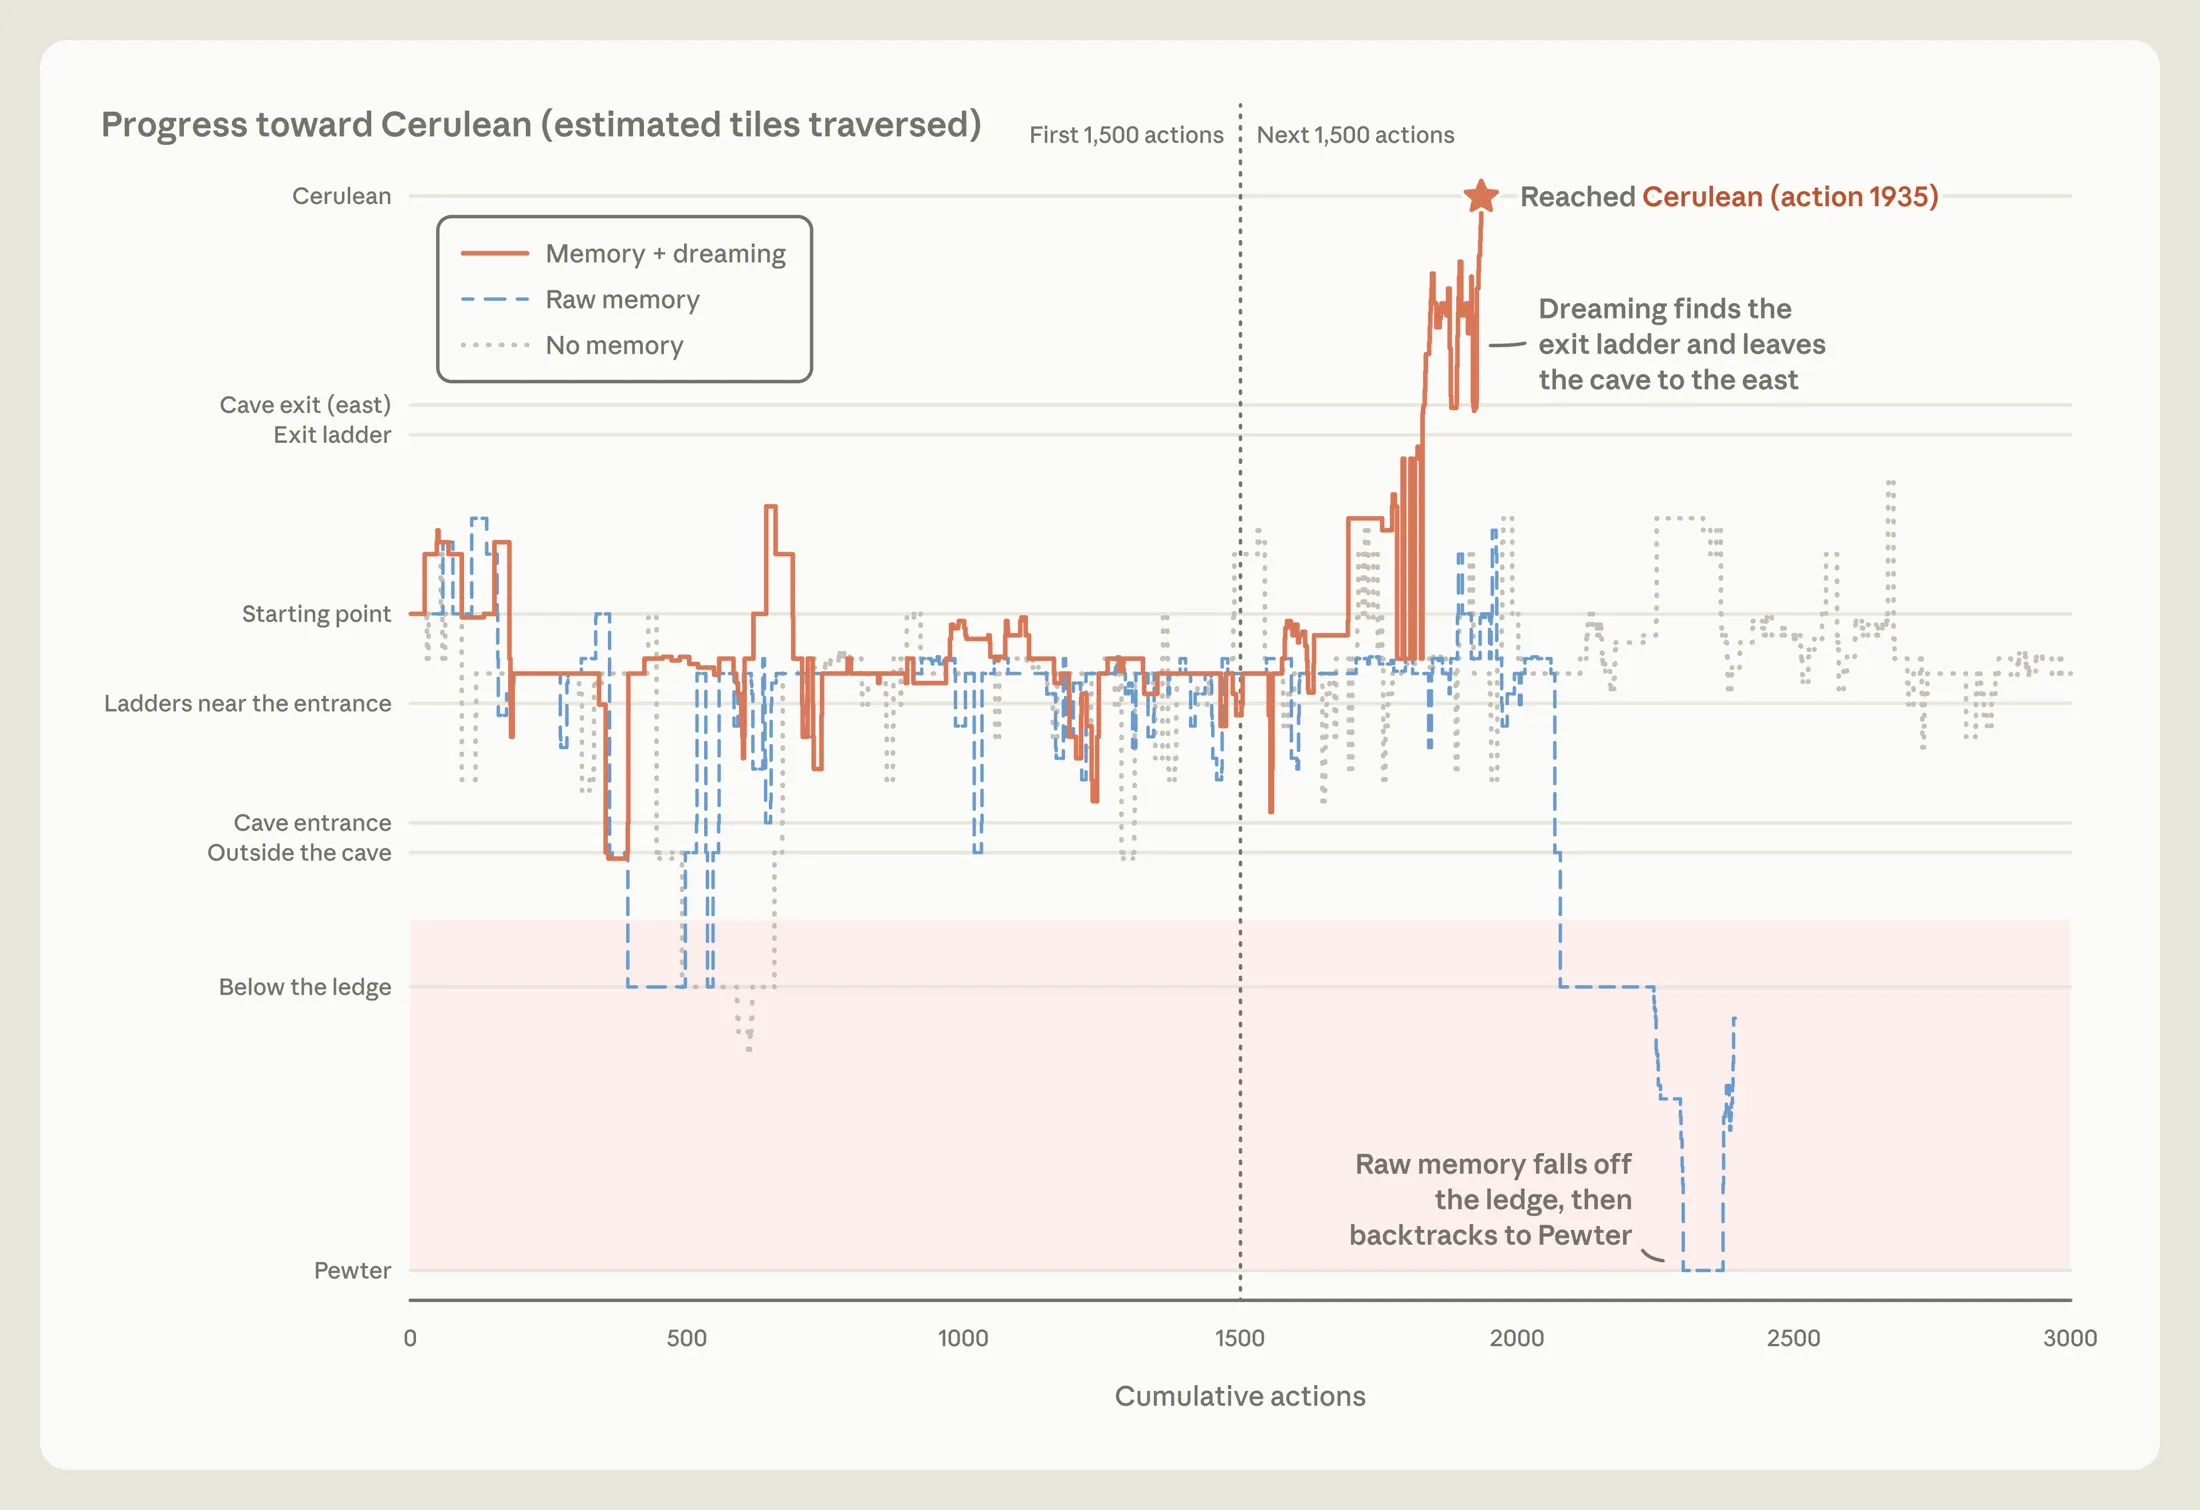 Progress toward Cerulean (estimated tiles traversed)
First 1,500 actions
Next 1,500 actions
Cerulean
Reached Cerulean (action 1935)
Memory + dreaming
Raw memory
No memory
Dreaming finds the
exit ladder and leaves
the cave to the east
Cave exit (east)
Exit ladder
Starting point
Ladders near the entrance
Cave entrance
Outside the cave
Below the ledge
Raw memory falls off
the ledge, then
backtracks to Pewter
Pewter
0 500 1000 1500 2000 2500 3000
Cumulative actions